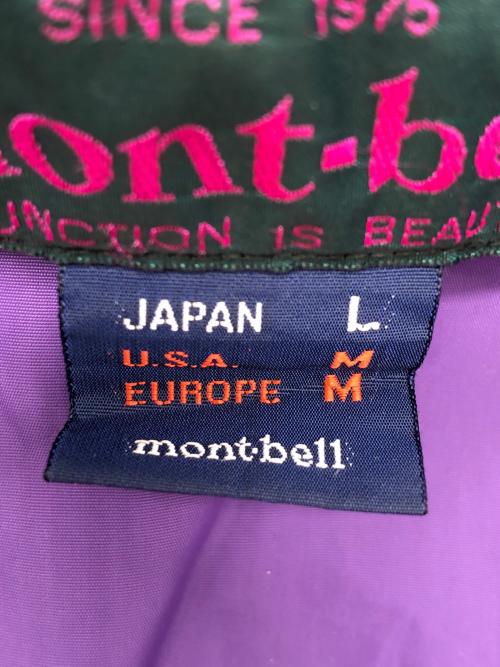 SINCE 1975
ont-be
UNCTION IS BEAU
JAPAN L
U.S.A. M
EUROPE M
mont-bell